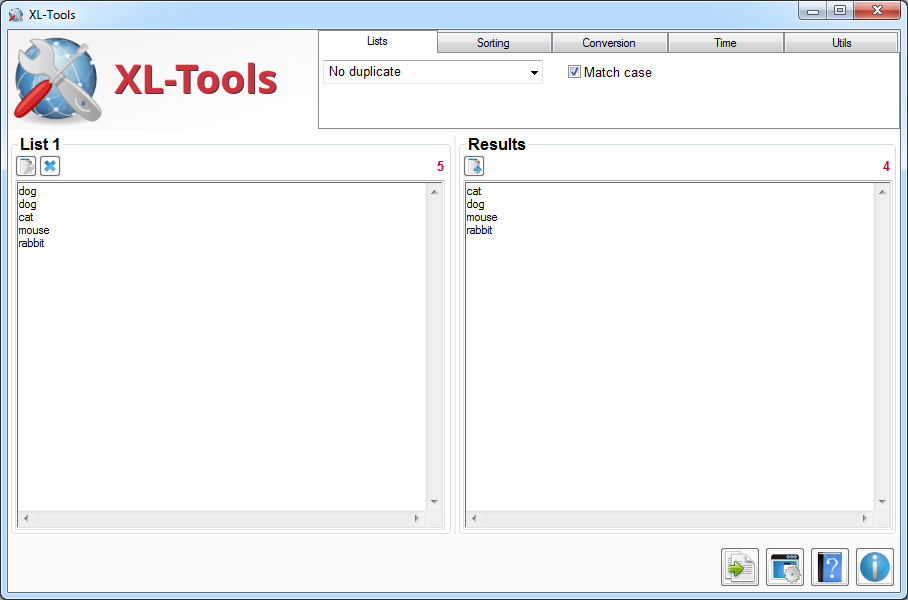 XL-Tools
XL-Tools
Lists
Sorting
Conversion
Time
Utils
No duplicate
Match case
List 1
5
dog
dog
cat
mouse
rabbit
Results
4
cat
dog
mouse
rabbit